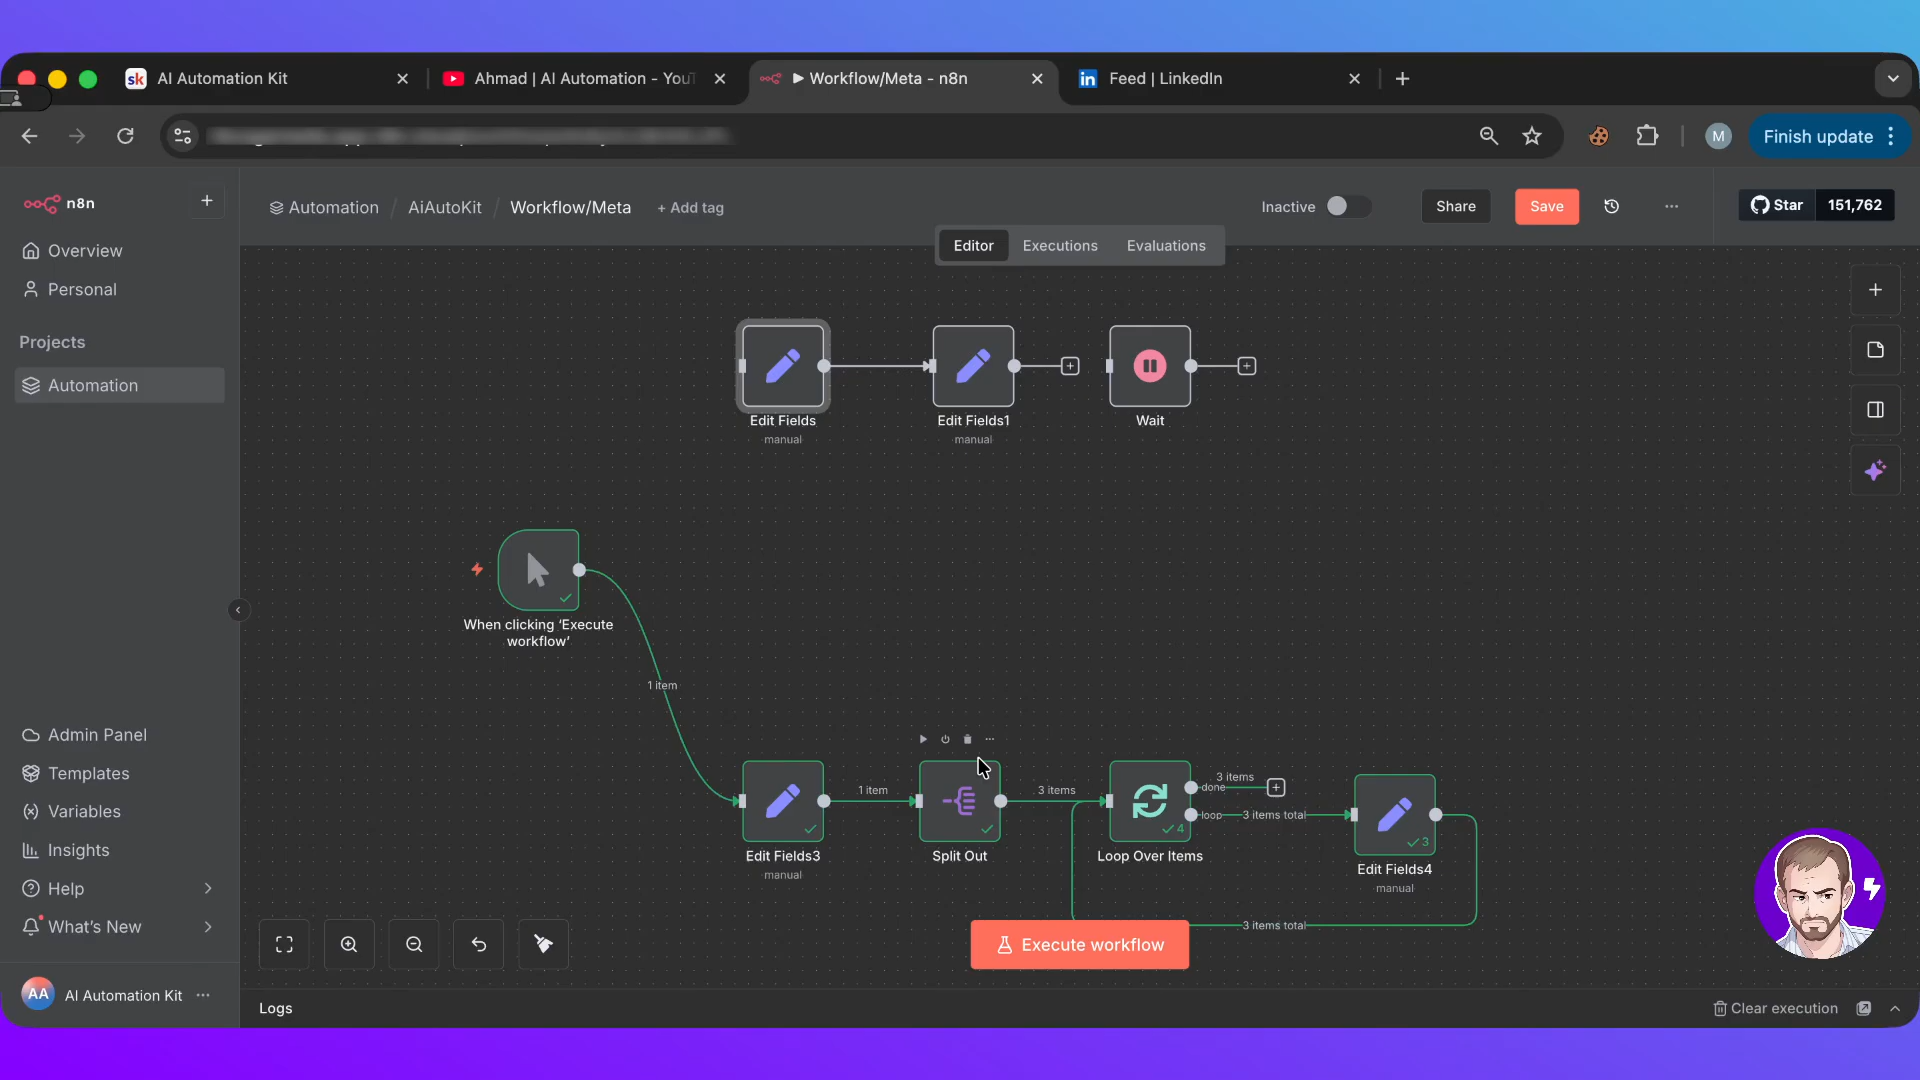 AI Automation Kit
Ahmad | AI Automation - YouT
Workflow/Meta - n8n
Feed | LinkedIn
M
Finish update
n8n
Automation / AiAutoKit / Workflow/Meta + Add tag
Inactive
Share
Save
Star 151,762
Editor
Executions
Evaluations
Overview
Personal
Projects
Automation
Edit Fields
manual
Edit Fields1
manual
Wait
When clicking ‘Execute
workflow’
1 item
Edit Fields3
manual
1 item
Split Out
3 items
Loop Over Items
4
3 items
done
loop
3 items total
3
Edit Fields4
manual
3 items total
Execute workflow
Admin Panel
Templates
Variables
Insights
Help
What's New
AA
AI Automation Kit
Logs
Clear execution